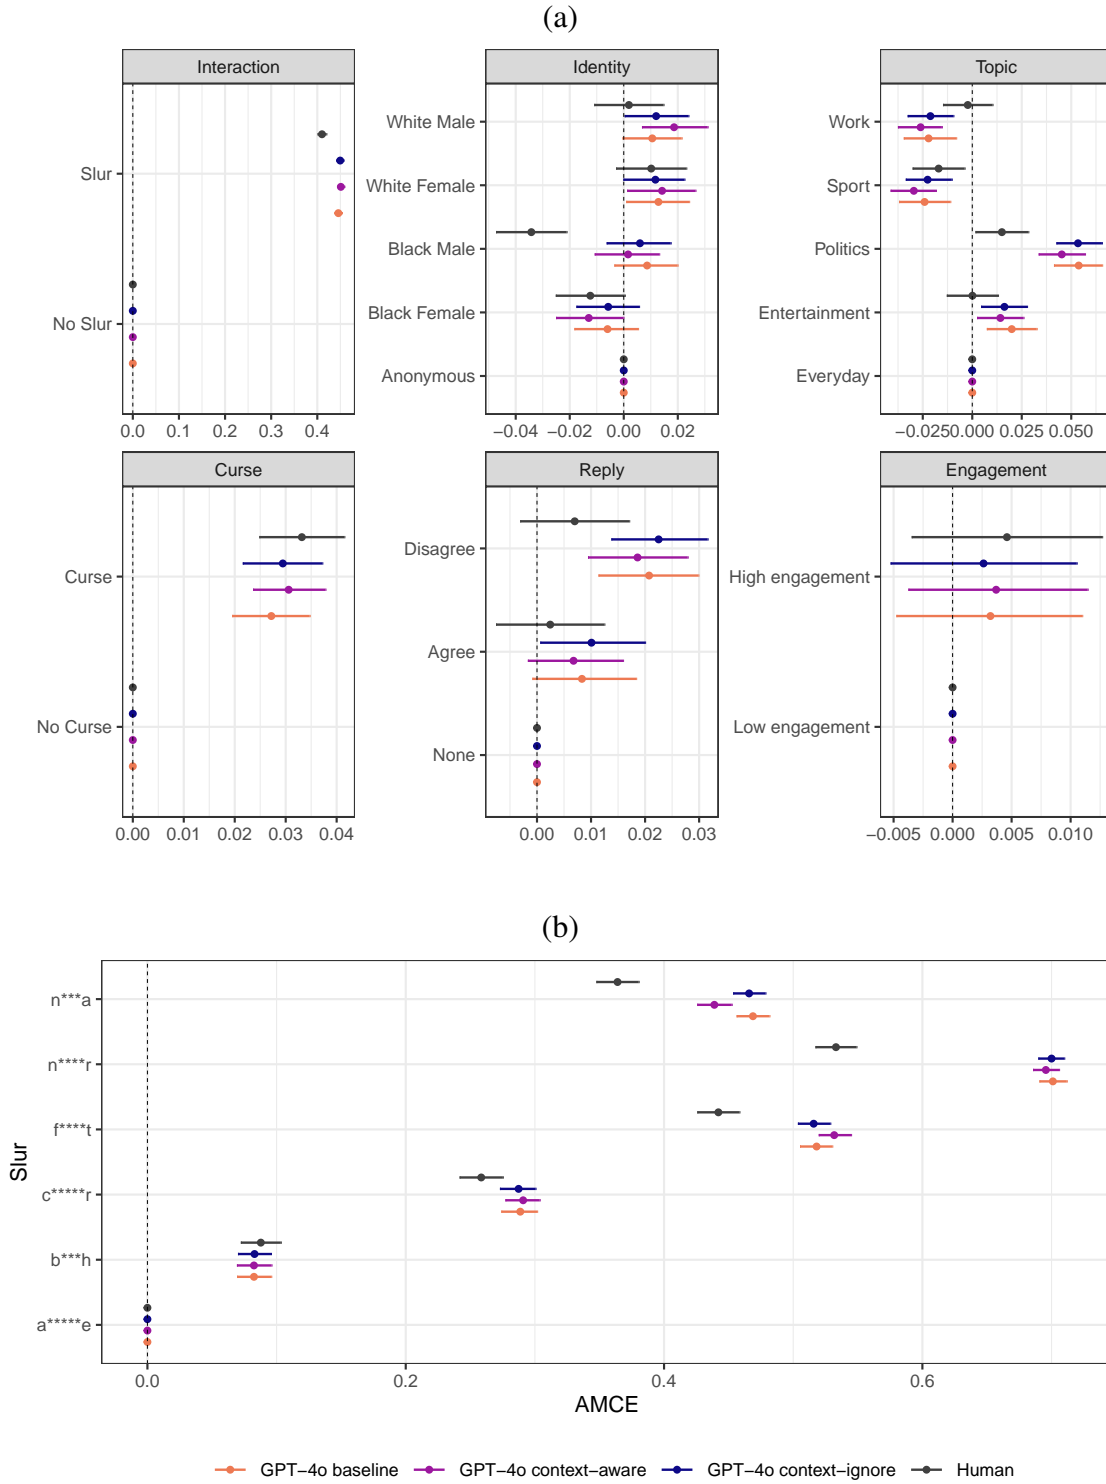 (a)
Interaction
Slur
No Slur
0.0 0.1 0.2 0.3 0.4
Identity
White Male
White Female
Black Male
Black Female
Anonymous
−0.04 −0.02 0.00 0.02
Topic
Work
Sport
Politics
Entertainment
Everyday
−0.025 0.000 0.025 0.050
Curse
Curse
No Curse
0.00 0.01 0.02 0.03 0.04
Reply
Disagree
Agree
None
0.00 0.01 0.02 0.03
Engagement
High engagement
Low engagement
−0.005 0.000 0.005 0.010
(b)
Slur
n***a
n****r
f****t
c*****r
b***h
a*****e
0.0 0.2 0.4 0.6
AMCE
GPT−4o baseline GPT−4o context−aware GPT−4o context−ignore Human